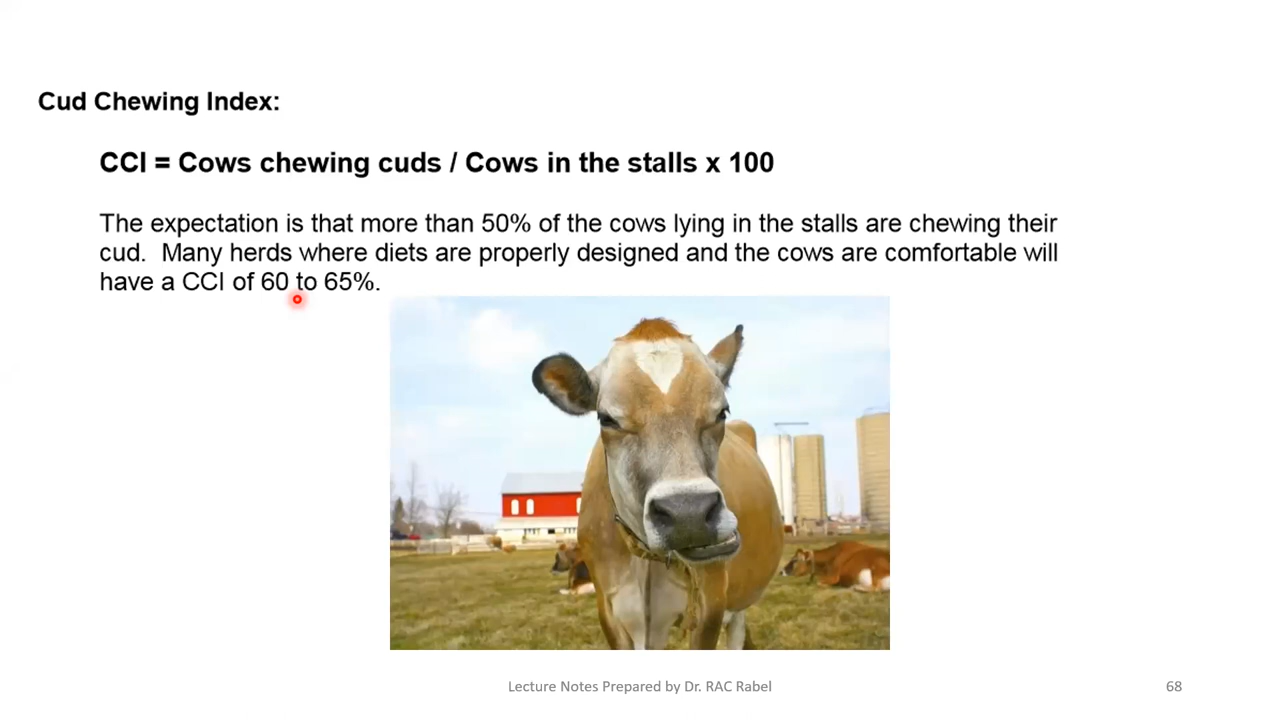 Cud Chewing Index:
CCI = Cows chewing cuds / Cows in the stalls x 100
The expectation is that more than 50% of the cows lying in the stalls are chewing their
cud.  Many herds where diets are properly designed and the cows are comfortable will
have a CCI of 60 to 65%.
Lecture Notes Prepared by Dr. RAC Rabel
68